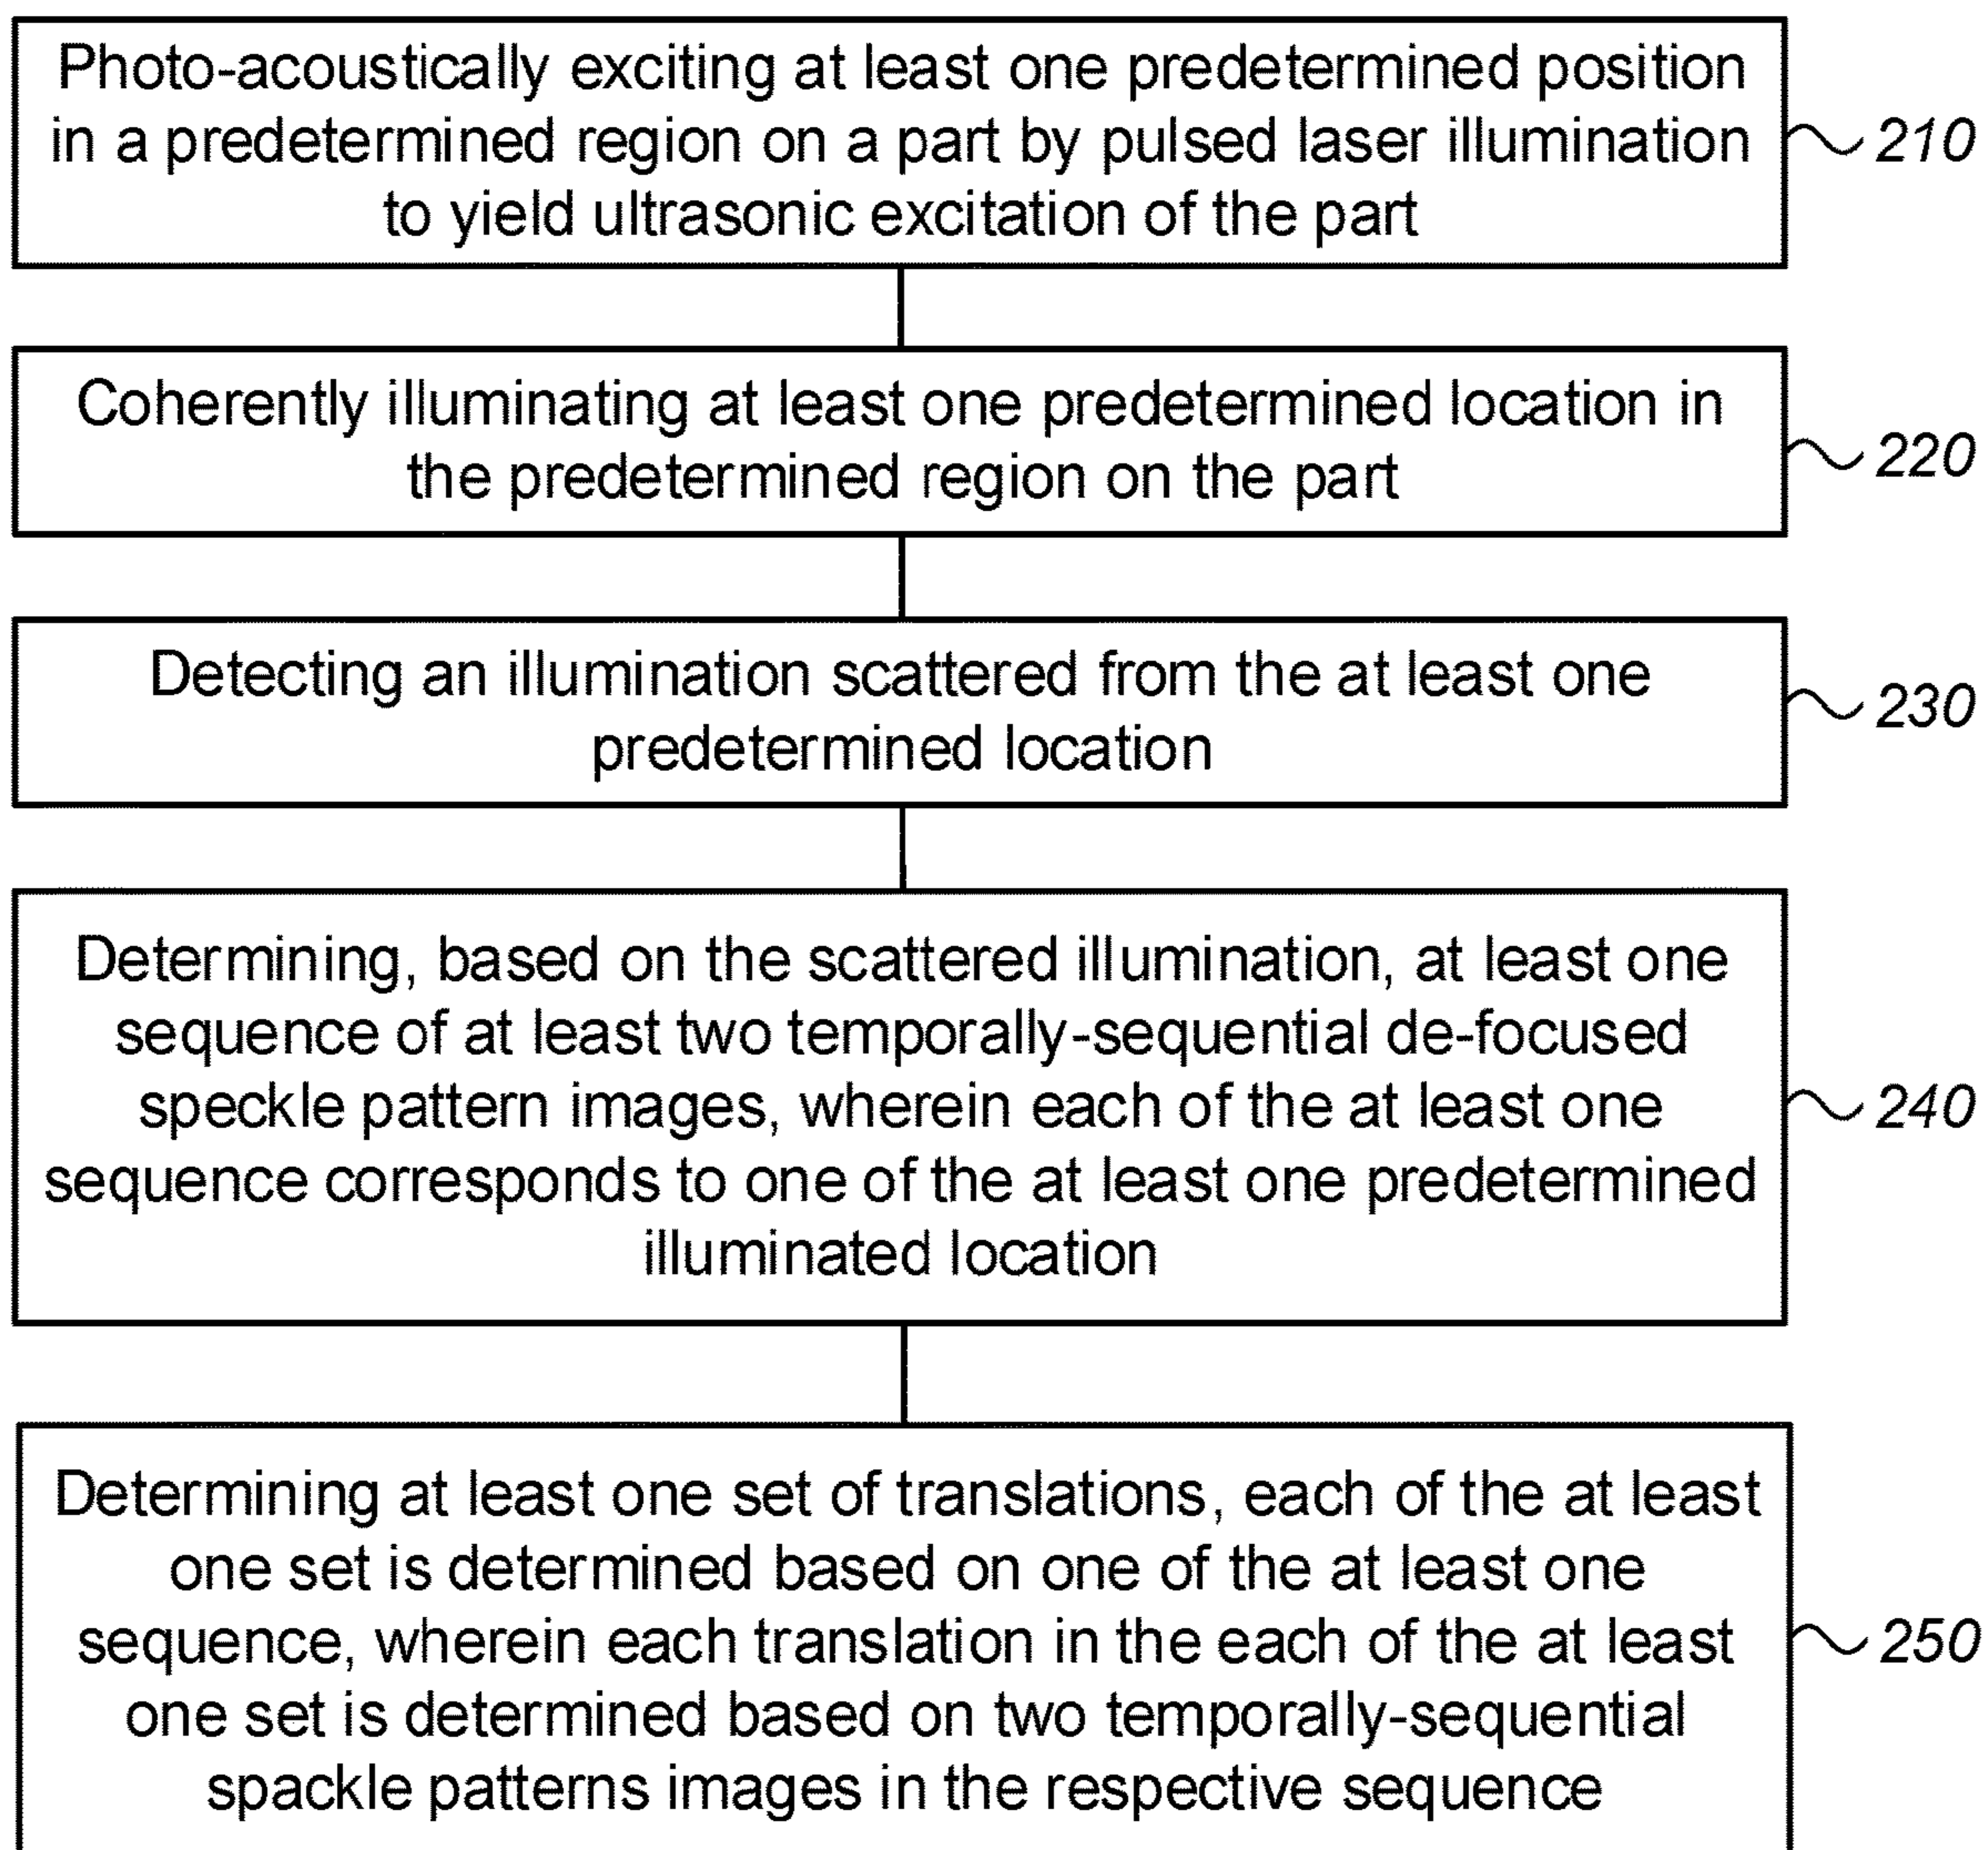 Photo-acoustically exciting at least one predetermined position
in a predetermined region on a part by pulsed laser illumination
to yield ultrasonic excitation of the part
210
Coherently illuminating at least one predetermined location in
the predetermined region on the part
220
Detecting an illumination scattered from the at least one
predetermined location
230
Determining, based on the scattered illumination, at least one
sequence of at least two temporally-sequential de-focused
speckle pattern images, wherein each of the at least one
sequence corresponds to one of the at least one predetermined
illuminated location
240
Determining at least one set of translations, each of the at least
one set is determined based on one of the at least one
sequence, wherein each translation in the each of the at least
one set is determined based on two temporally-sequential
spackle patterns images in the respective sequence
250